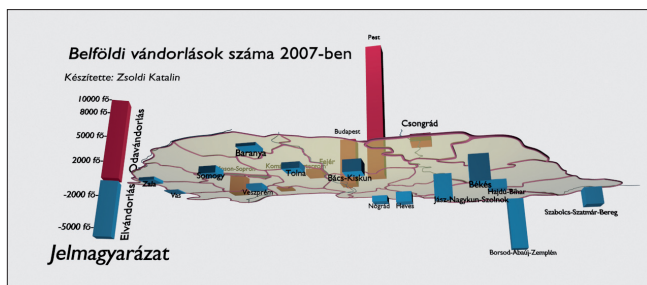 Belföldi vándorlások száma 2007-ben
Készítette: Zsoldi Katalin
10000 fő
8000 fő
5000 fő
2000 fő
-2000 fő
-5000 fő
Odavándorlás
Elvándorlás
Jelmagyarázat
Pest
Budapest
Csongrád
Baranya
Fejér
Somogy
Tolna
Bács-Kiskun
Zala
Vas
Veszprém
Nógrád
Heves
Békés
Hajdú-Bihar
Jász-Nagykun-Szolnok
Szabolcs-Szatmár-Bereg
Borsod-Abaúj-Zemplén